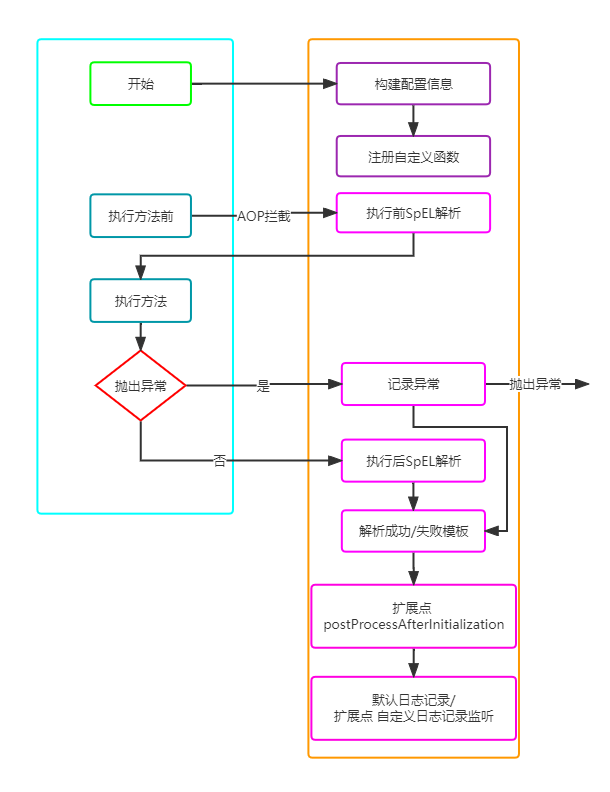 开始
构建配置信息
注册自定义函数
执行方法前
AOP拦截
执行前SpEL解析
执行方法
抛出异常
是
记录异常
抛出异常
否
执行后SpEL解析
解析成功/失败模板
扩展点
postProcessAfterInitialization
默认日志记录/
扩展点 自定义日志记录监听